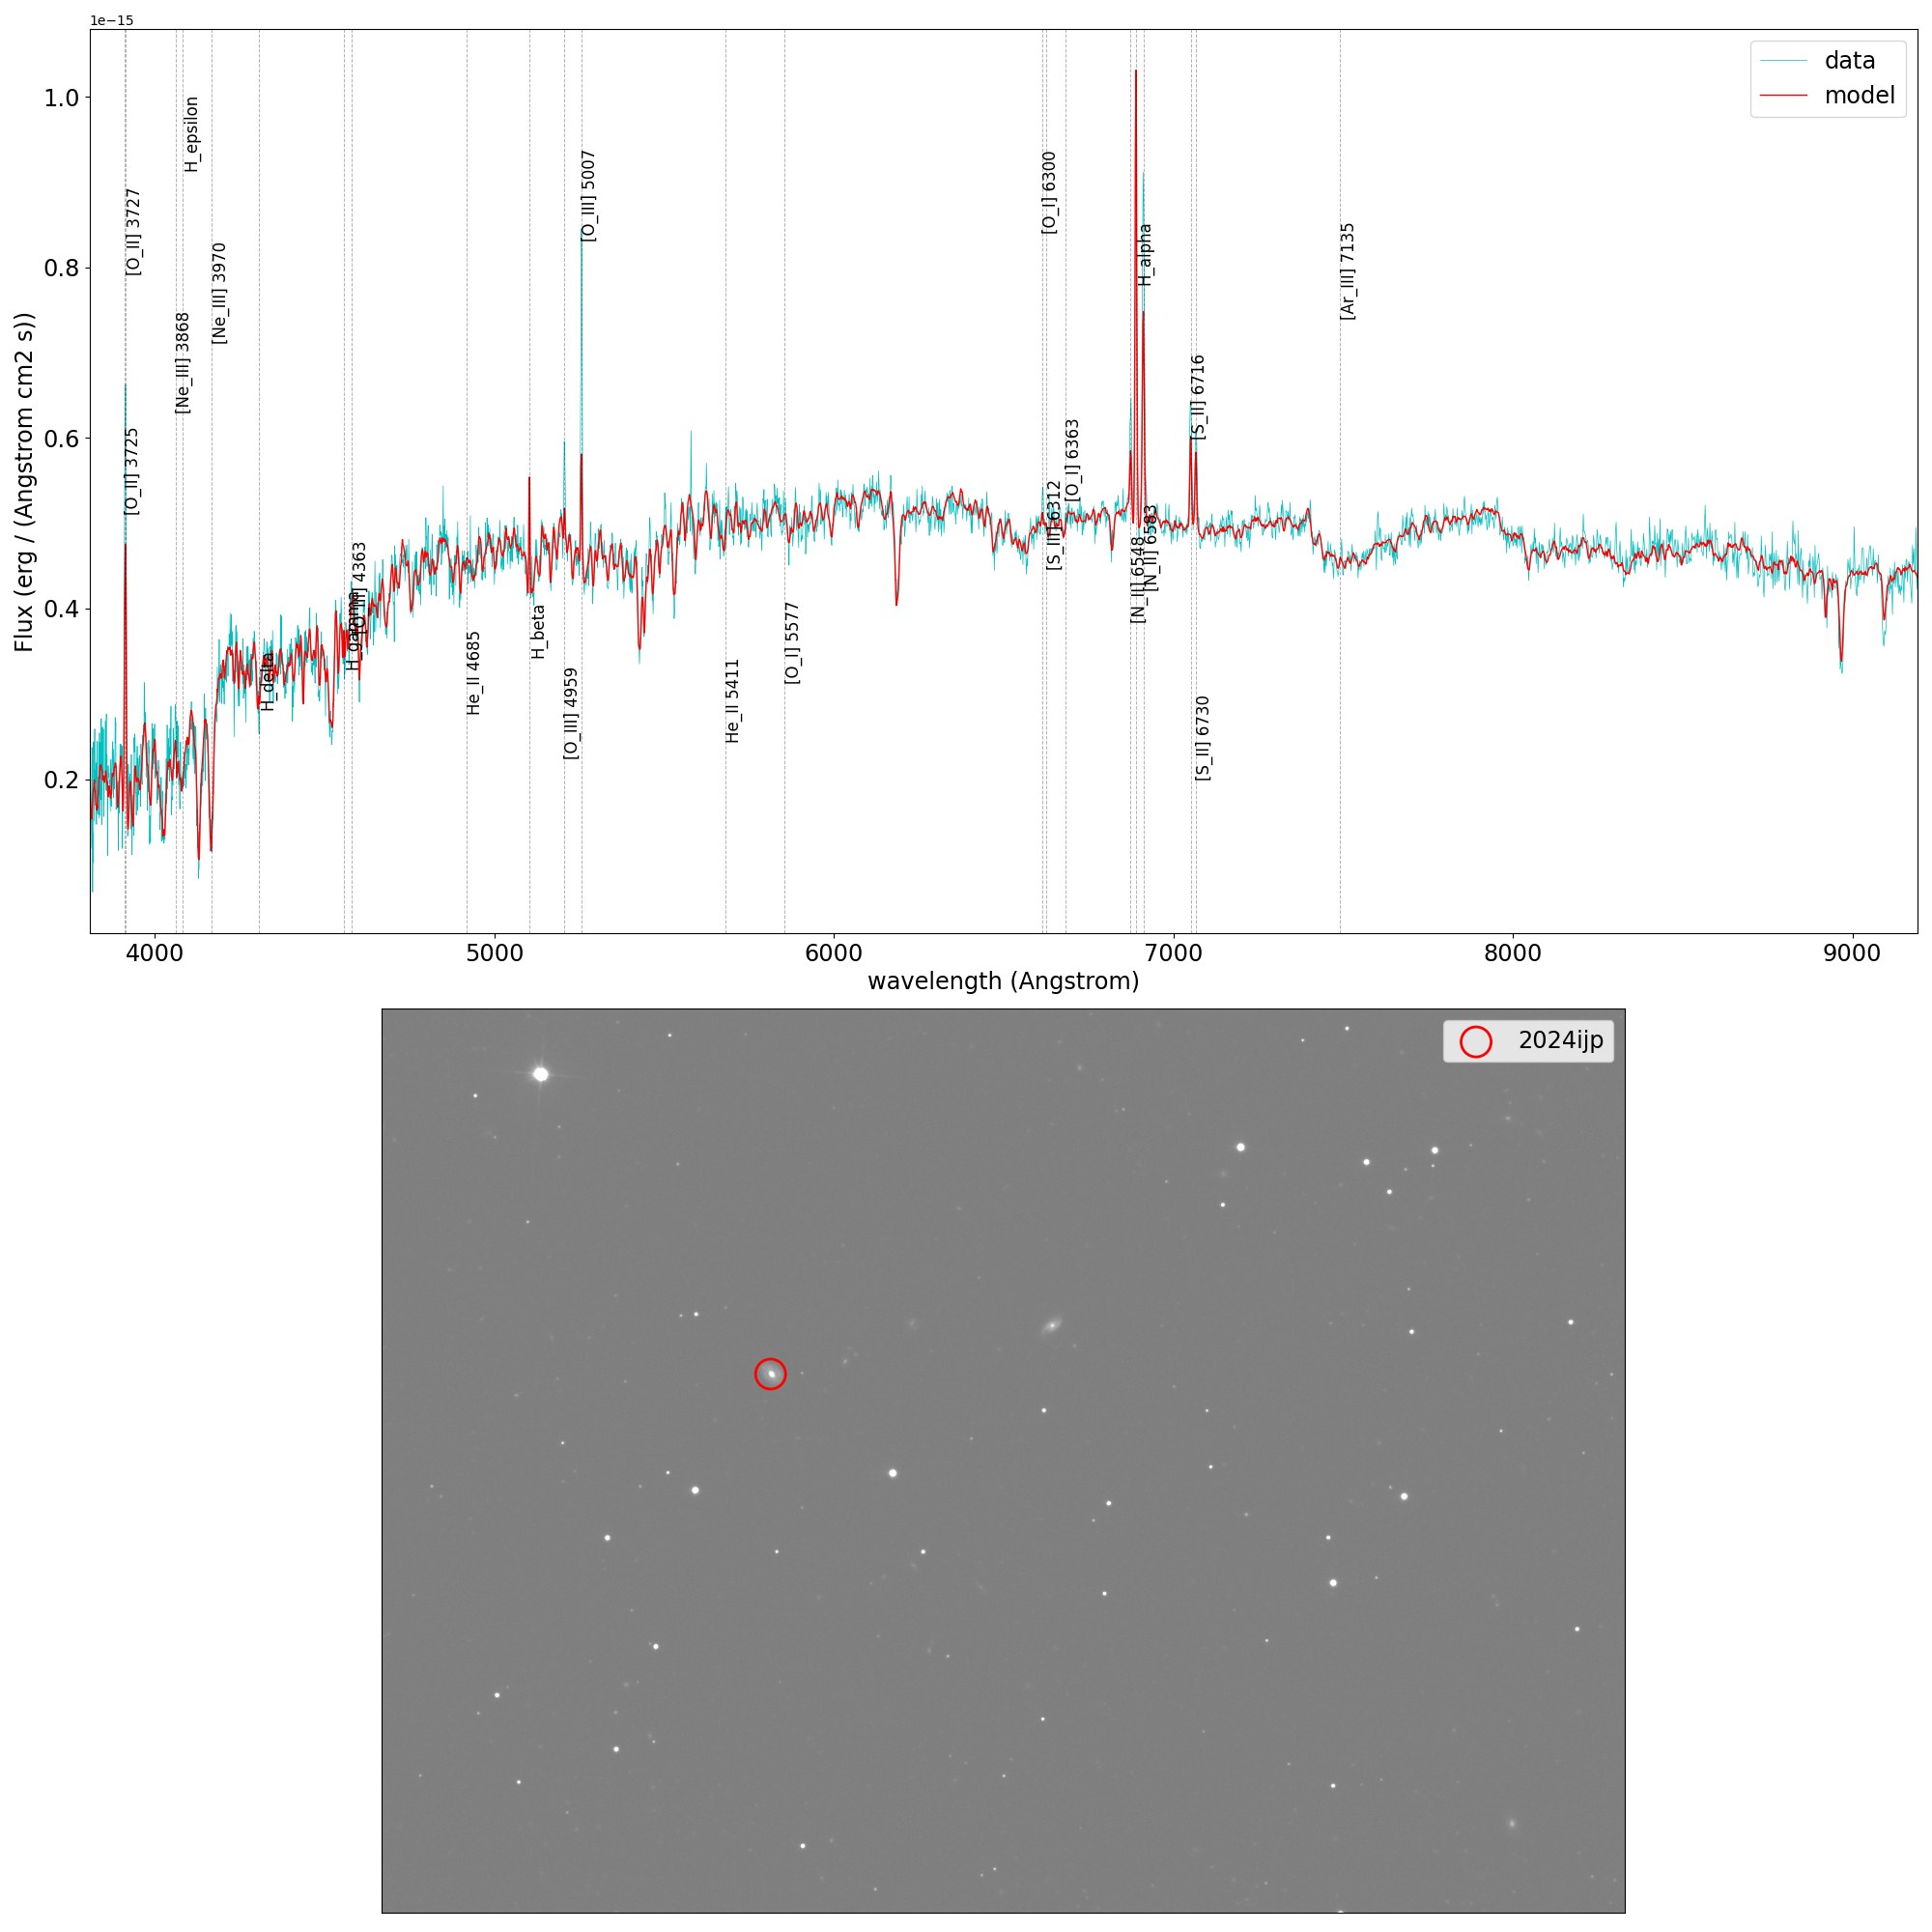 1e−15
data
model
1.0
0.8
0.6
0.4
0.2
Flux (erg / (Angstrom cm2 s))
[O_II] 3727
[O_II] 3725
[Ne_III] 3868
H_epsilon
[Ne_III] 3970
H_delta
H_gamma
[O_III] 4363
He_II 4685
H_beta
[O_III] 4959
[O_III] 5007
He_II 5411
[O_I] 5577
[O_I] 6300
[S_III] 6312
[O_I] 6363
[N_II] 6548
H_alpha
[N_II] 6583
[S_II] 6716
[S_II] 6730
[Ar_III] 7135
4000
5000
6000
7000
8000
9000
wavelength (Angstrom)
2024ijp